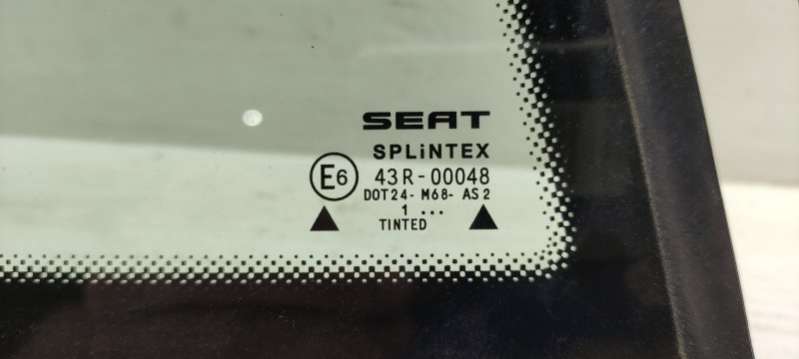 SEAT
SPLiNTEX
E6 43R-00048
DOT24-M68-AS2
1 ...
TINTED